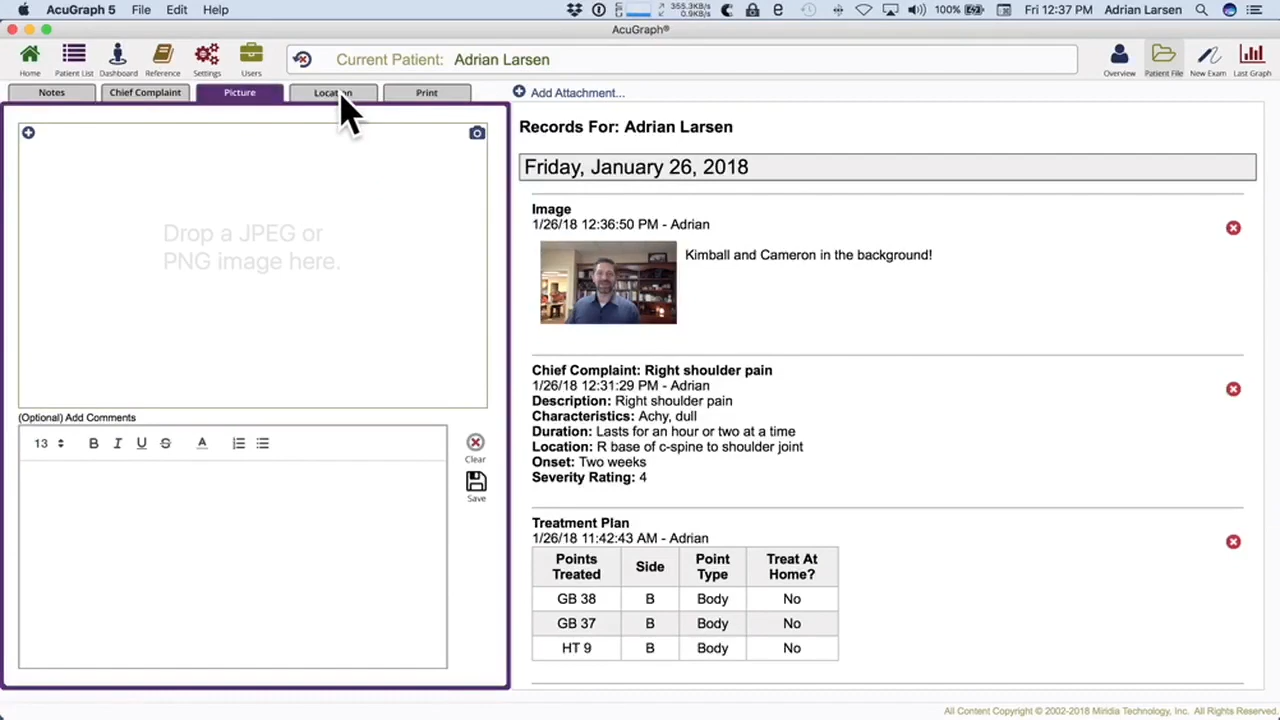 AcuGraph 5 File Edit Help 355.3KB/s 0.9KB/s 100% Fri 12:37 PM Adrian Larsen
AcuGraph®
Home Patient List Dashboard Reference Settings Users Current Patient: Adrian Larsen Overview Patient File New Exam Last Graph
Notes Chief Complaint Picture Location Print
Drop a JPEG or
PNG image here.
(Optional) Add Comments
13 B I U S A
Clear
Save
Add Attachment...
Records For: Adrian Larsen
Friday, January 26, 2018
Image
1/26/18 12:36:50 PM - Adrian
Kimball and Cameron in the background!
Chief Complaint: Right shoulder pain
1/26/18 12:31:29 PM - Adrian
Description: Right shoulder pain
Characteristics: Achy, dull
Duration: Lasts for an hour or two at a time
Location: R base of c-spine to shoulder joint
Onset: Two weeks
Severity Rating: 4
Treatment Plan
1/26/18 11:42:43 AM - Adrian
Points Treated Side Point Type Treat At Home?
GB 38 B Body No
GB 37 B Body No
HT 9 B Body No
All Content Copyright © 2002-2018 Miridia Technology, Inc. All Rights Reserved.